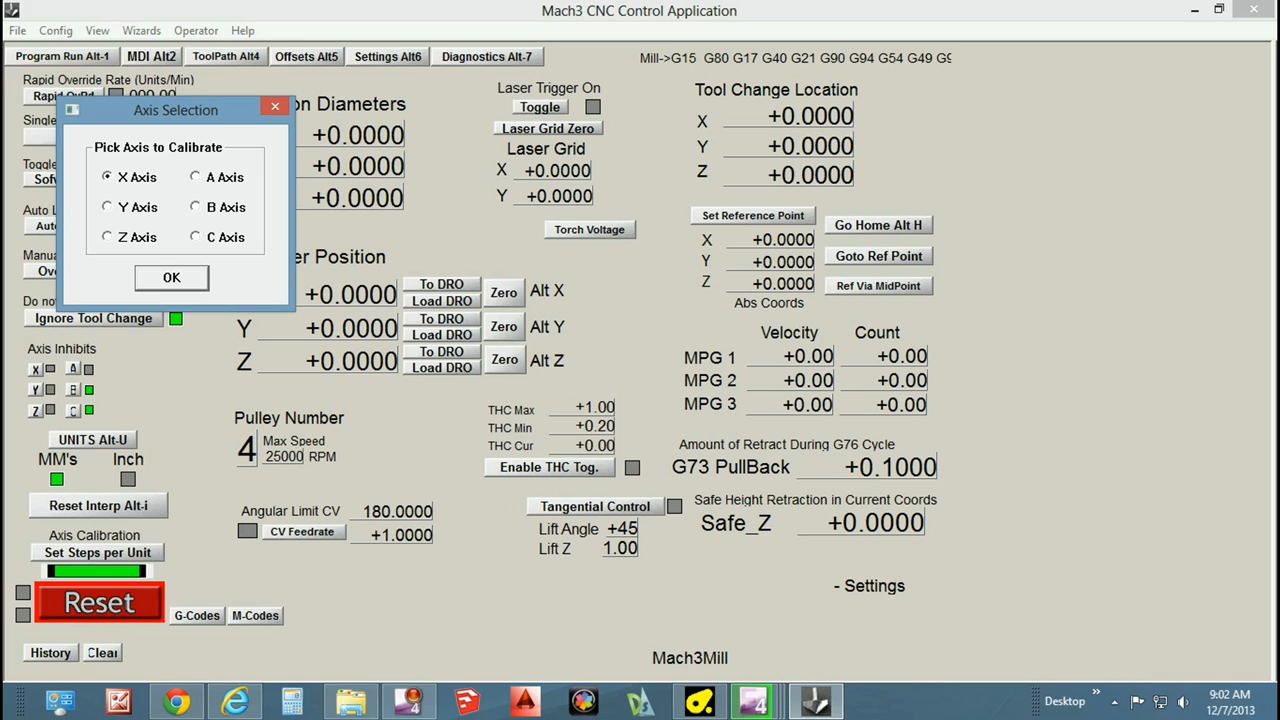 Mach3 CNC Control Application
File Config View Wizards Operator Help
Program Run Alt-1 MDI Alt2 ToolPath Alt4 Offsets Alt5 Settings Alt6 Diagnostics Alt-7 Mill->G15 G80 G17 G40 G21 G90 G94 G54 G49 G9
Rapid Override Rate (Units/Min)
Axis Selection
Pick Axis to Calibrate
X Axis A Axis
Y Axis B Axis
Z Axis C Axis
OK
Diameters
+0.0000
+0.0000
+0.0000
Laser Trigger On
Toggle
Laser Grid Zero
Laser Grid
X +0.0000
Y +0.0000
Torch Voltage
Tool Change Location
X +0.0000
Y +0.0000
Z +0.0000
Set Reference Point
X +0.0000
Y +0.0000
Z +0.0000
Abs Coords
Go Home Alt H
Goto Ref Point
Ref Via MidPoint
Position
+0.0000 To DRO Load DRO Zero Alt X
Y +0.0000 To DRO Load DRO Zero Alt Y
Z +0.0000 To DRO Load DRO Zero Alt Z
Ignore Tool Change
Axis Inhibits
X A
Y B
Z C
UNITS Alt-U
MM's Inch
Reset Interp Alt-i
Axis Calibration
Set Steps per Unit
Reset
G-Codes M-Codes
History Clear
Pulley Number
4 Max Speed
25000 RPM
Angular Limit CV 180.0000
CV Feedrate +1.0000
THC Max +1.00
THC Min +0.20
THC Cur +0.00
Enable THC Tog.
Tangential Control
Lift Angle +45
Lift Z 1.00
Velocity Count
MPG 1 +0.00 +0.00
MPG 2 +0.00 +0.00
MPG 3 +0.00 +0.00
Amount of Retract During G76 Cycle
G73 PullBack +0.1000
Safe Height Retraction in Current Coords
Safe_Z +0.0000
- Settings
Mach3Mill
Desktop
9:02 AM
12/7/2013